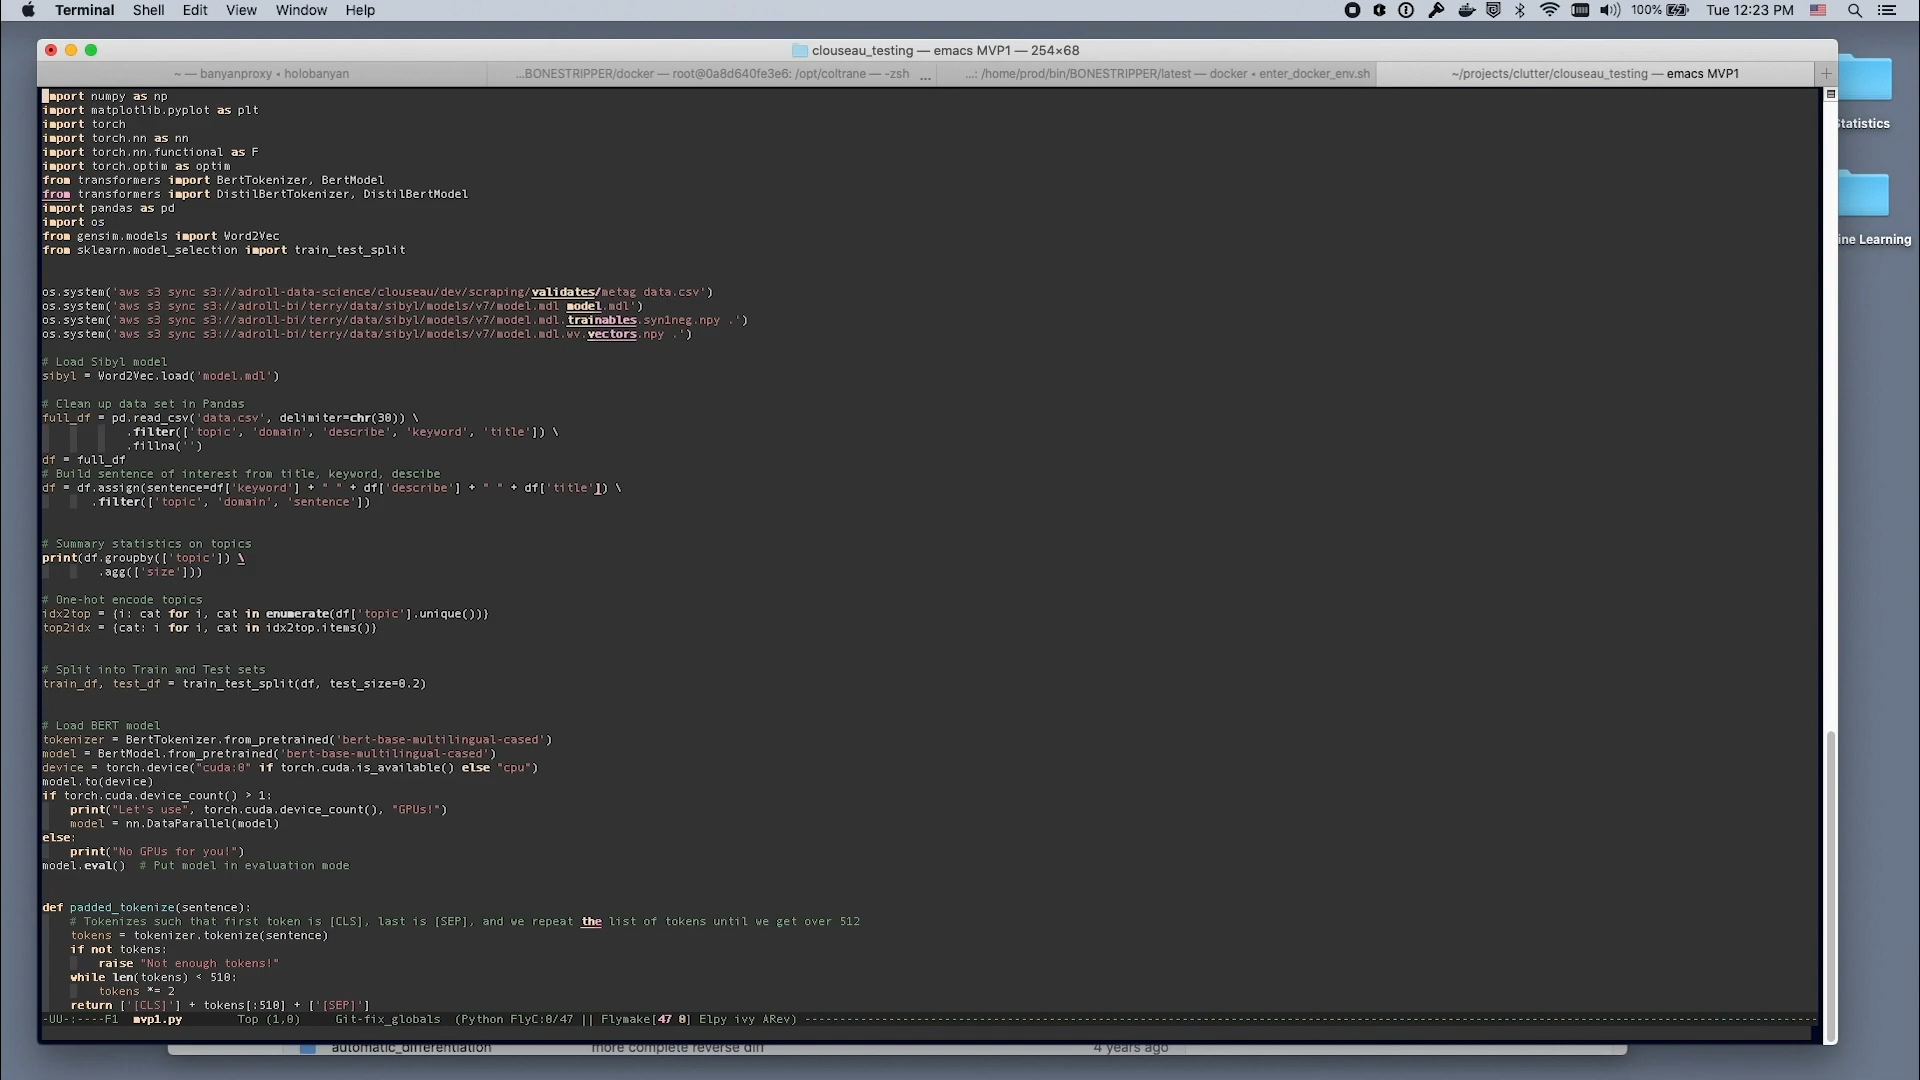 Terminal Shell Edit View Window Help 100% Tue 12:23 PM
clouseau_testing — emacs MVP1 — 254×68
~ — banyanproxy • holobanyan ...BONESTRIPPER/docker — root@0a8d640fe3e6: /opt/coltrane — -zsh ... ...: /home/prod/bin/BONESTRIPPER/latest — docker • enter_docker_env.sh ~/projects/clutter/clouseau_testing — emacs MVP1 +
import numpy as np
import matplotlib.pyplot as plt
import torch
import torch.nn as nn
import torch.nn.functional as F
import torch.optim as optim
from transformers import BertTokenizer, BertModel
from transformers import DistilBertTokenizer, DistilBertModel
import pandas as pd
import os
from gensim.models import Word2Vec
from sklearn.model_selection import train_test_split
os.system('aws s3 sync s3://adroll-data-science/clouseau/dev/scraping/validates/metag data.csv')
os.system('aws s3 sync s3://adroll-bi/terry/data/sibyl/models/v7/model.mdl model.mdl')
os.system('aws s3 sync s3://adroll-bi/terry/data/sibyl/models/v7/model.mdl.trainables.syn1neg.npy .')
os.system('aws s3 sync s3://adroll-bi/terry/data/sibyl/models/v7/model.mdl.wv.vectors.npy .')
# Load Sibyl model
sibyl = Word2Vec.load('model.mdl')
# Clean up data set in Pandas
full_df = pd.read_csv('data.csv', delimiter=chr(30)) \
.filter(['topic', 'domain', 'describe', 'keyword', 'title']) \
.fillna('')
df = full_df
# Build sentence of interest from title, keyword, descibe
df = df.assign(sentence=df['keyword'] + " " + df['describe'] + " " + df['title']) \
.filter(['topic', 'domain', 'sentence'])
# Summary statistics on topics
print(df.groupby(['topic']) \
.agg(['size']))
# One-hot encode topics
idx2top = {i: cat for i, cat in enumerate(df['topic'].unique())}
top2idx = {cat: i for i, cat in idx2top.items()}
# Split into Train and Test sets
train_df, test_df = train_test_split(df, test_size=0.2)
# Load BERT model
tokenizer = BertTokenizer.from_pretrained('bert-base-multilingual-cased')
model = BertModel.from_pretrained('bert-base-multilingual-cased')
device = torch.device("cuda:0" if torch.cuda.is_available() else "cpu")
model.to(device)
if torch.cuda.device_count() > 1:
print("Let's use", torch.cuda.device_count(), "GPUs!")
model = nn.DataParallel(model)
else:
print("No GPUs for you!")
model.eval() # Put model in evaluation mode
def padded_tokenize(sentence):
# Tokenizes such that first token is [CLS], last is [SEP], and we repeat the list of tokens until we get over 512
tokens = tokenizer.tokenize(sentence)
if not tokens:
raise "Not enough tokens!"
while len(tokens) < 510:
tokens *= 2
return ['[CLS]'] + tokens[:510] + ['[SEP]']
-UU-:----F1 mvp1.py Top (1,0) Git-fix_globals (Python FlyC:0/47 || Flymake[47 0] Elpy ivy ARev)
automatic_differentiation more complete reverse diff 4 years ago
Statistics
ine Learning